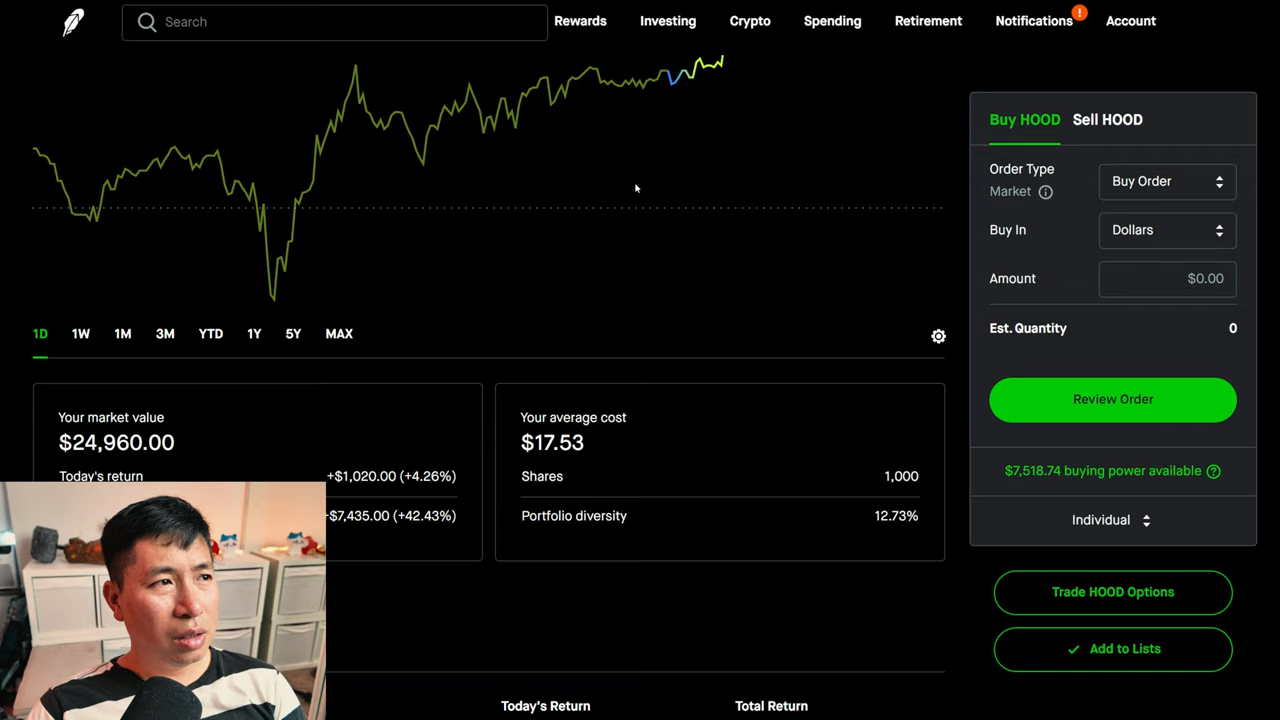 Search
Rewards
Investing
Crypto
Spending
Retirement
Notifications
!
Account
Buy HOOD
Sell HOOD
Order Type
Market
Buy Order
Buy In
Dollars
Amount
$0.00
Est. Quantity
0
Review Order
$7,518.74 buying power available
Individual
Trade HOOD Options
Add to Lists
1D
1W
1M
3M
YTD
1Y
5Y
MAX
Your market value
$24,960.00
Today's return
+$1,020.00 (+4.26%)
+$7,435.00 (+42.43%)
Your average cost
$17.53
Shares
1,000
Portfolio diversity
12.73%
Today's Return
Total Return